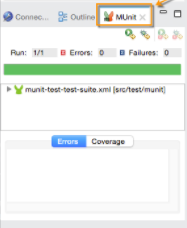 Connec... Outline MUnit
Run: 1/1 Errors: 0 Failures: 0
munit-test-test-suite.xml [src/test/munit]
Errors Coverage